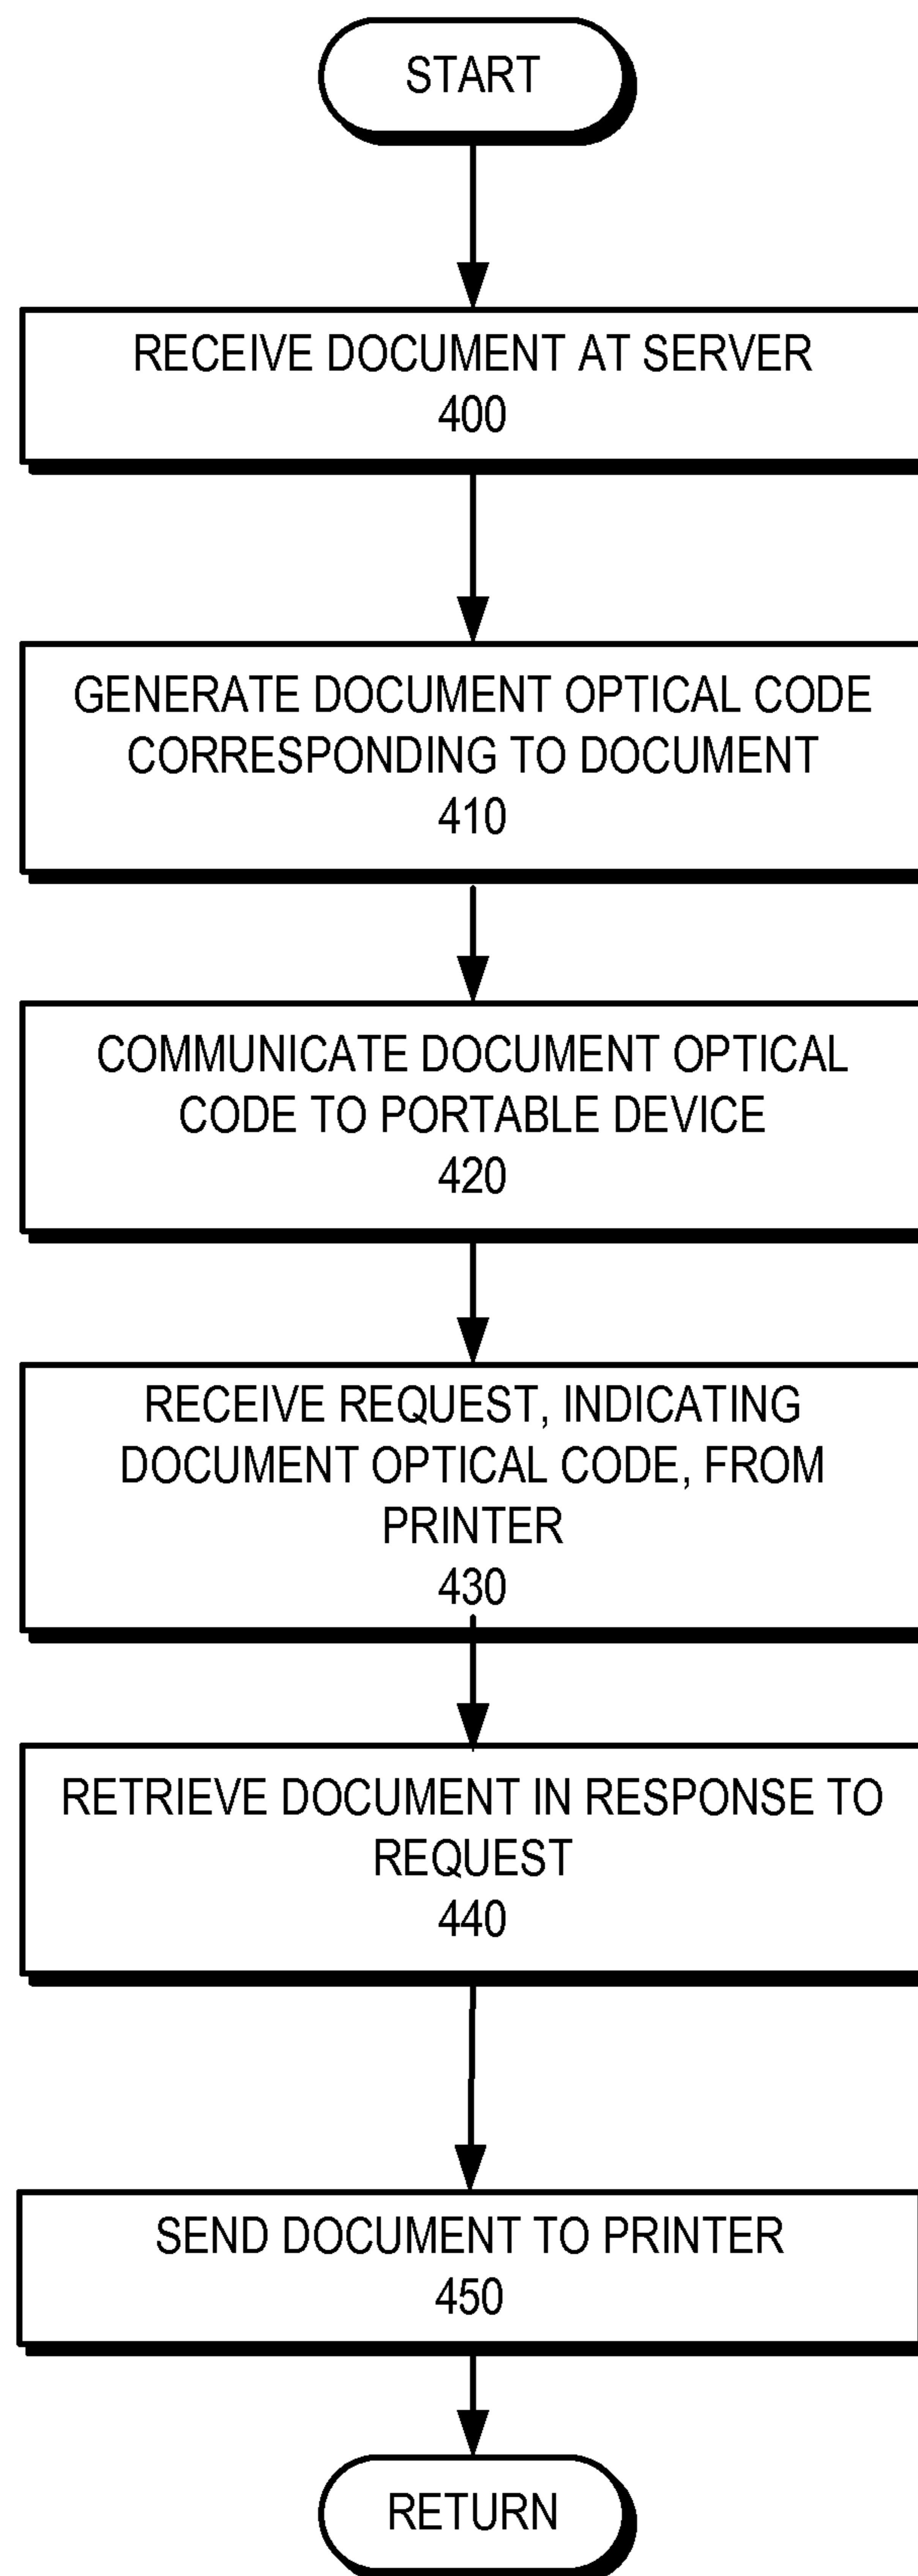 START
RECEIVE DOCUMENT AT SERVER
400
GENERATE DOCUMENT OPTICAL CODE
CORRESPONDING TO DOCUMENT
410
COMMUNICATE DOCUMENT OPTICAL
CODE TO PORTABLE DEVICE
420
RECEIVE REQUEST, INDICATING
DOCUMENT OPTICAL CODE, FROM
PRINTER
430
RETRIEVE DOCUMENT IN RESPONSE TO
REQUEST
440
SEND DOCUMENT TO PRINTER
450
RETURN